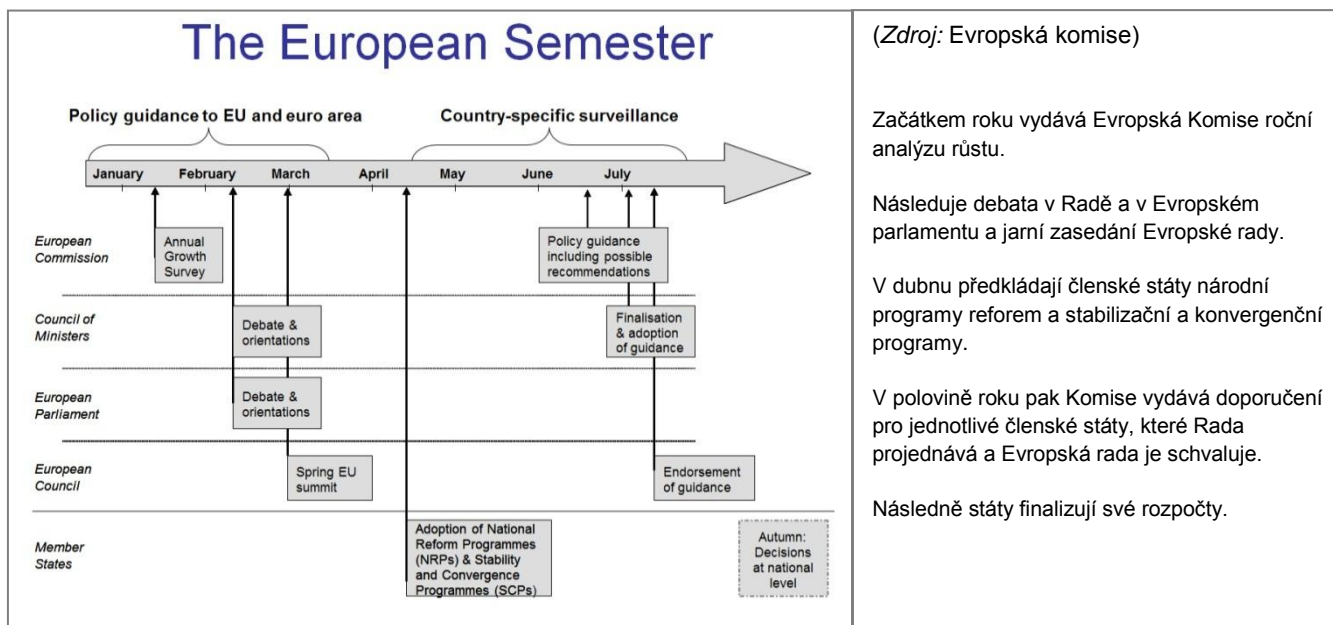 The European Semester
Policy guidance to EU and euro area
Country-specific surveillance
January February March April May June July
European
Commission
Annual
Growth
Survey
Policy guidance
including possible
recommendations
Council of
Ministers
Debate &
orientations
Finalisation
& adoption
of guidance
European
Parliament
Debate &
orientations
European
Council
Spring EU
summit
Endorsement
of guidance
Member
States
Adoption of National
Reform Programmes
(NRPs) & Stability
and Convergence
Programmes (SCPs)
Autumn:
Decisions
at national
level
(Zdroj: Evropská komise)
Začátkem roku vydává Evropská Komise roční
analýzu růstu.
Následuje debata v Radě a v Evropském
parlamentu a jarní zasedání Evropské rady.
V dubnu předkládají členské státy národní
programy reforem a stabilizační a konvergenční
programy.
V polovině roku pak Komise vydává doporučení
pro jednotlivé členské státy, které Rada
projednává a Evropská rada je schvaluje.
Následně státy finalizují své rozpočty.